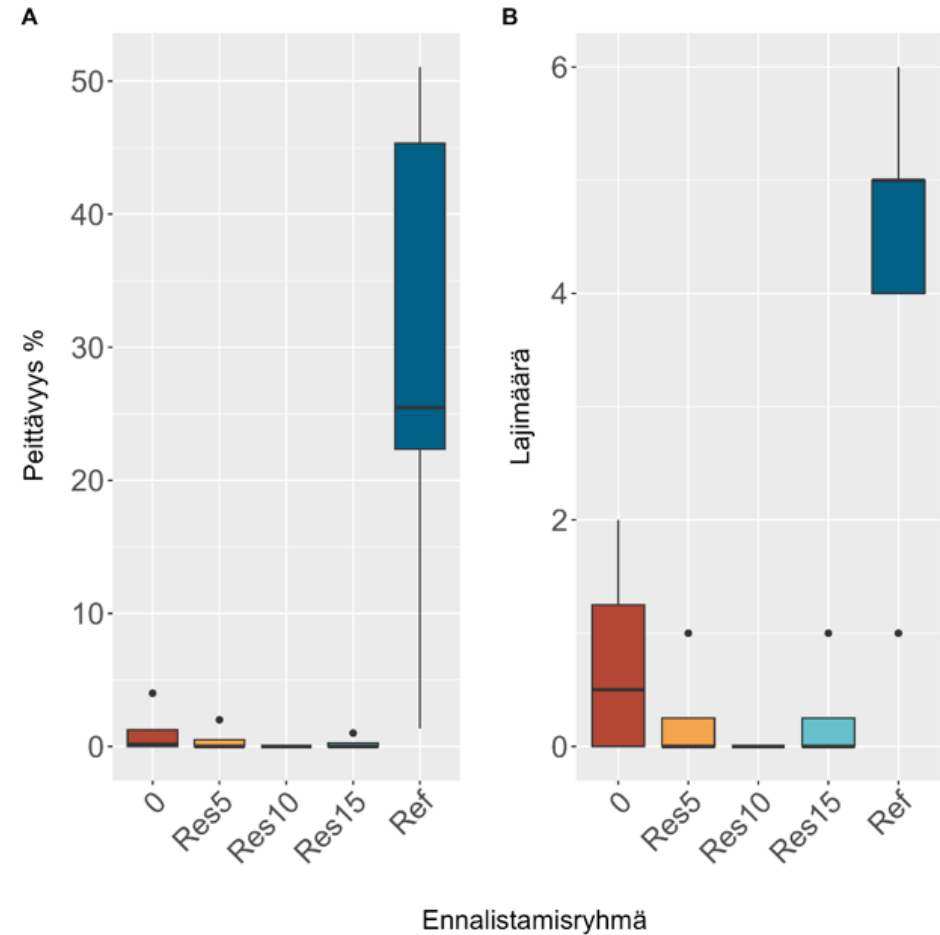 A
Peittävyys %
50
40
30
20
10
0
0
Res5
Res10
Res15
Ref
B
Lajimäärä
6
4
2
0
0
Res5
Res10
Res15
Ref
Ennalistamisryhmä